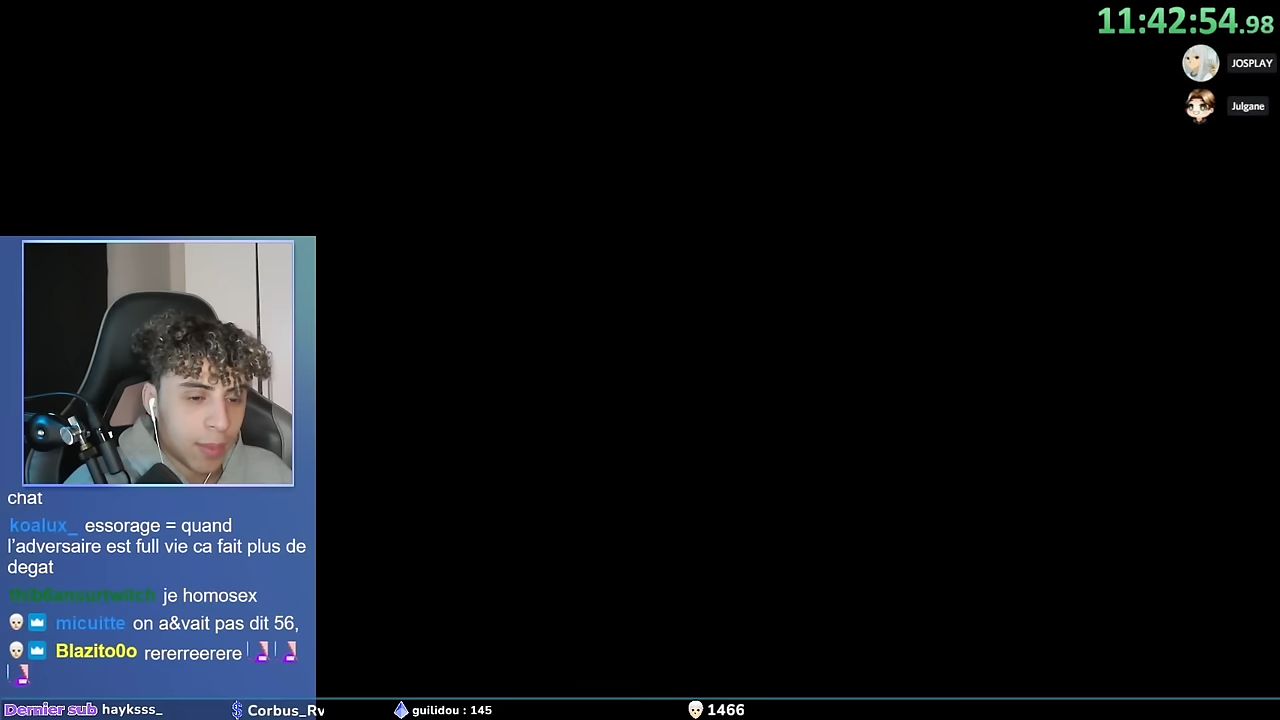 11:42:54.98
JOSPLAY
Julgane
chat
koalux_ essorage = quand
l'adversaire est full vie ca fait plus de
degat
thib6ansurtwitch je homosex
micuitte on a&vait pas dit 56,
Blazito0o rererreerere
Dernier sub hayksss_
$ Corbus_Rv
guilidou : 145
1466